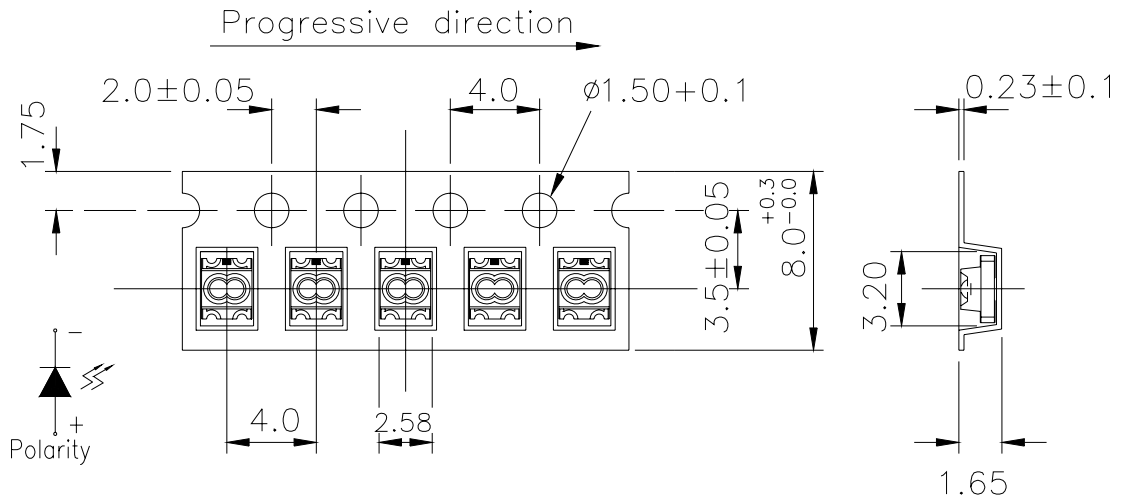 Progressive direction
2.0±0.05
4.0
ø1.50+0.1
0.23±0.1
1.75
3.5±0.05
8.0 +0.3 -0.0
3.20
−
+
Polarity
4.0
2.58
1.65